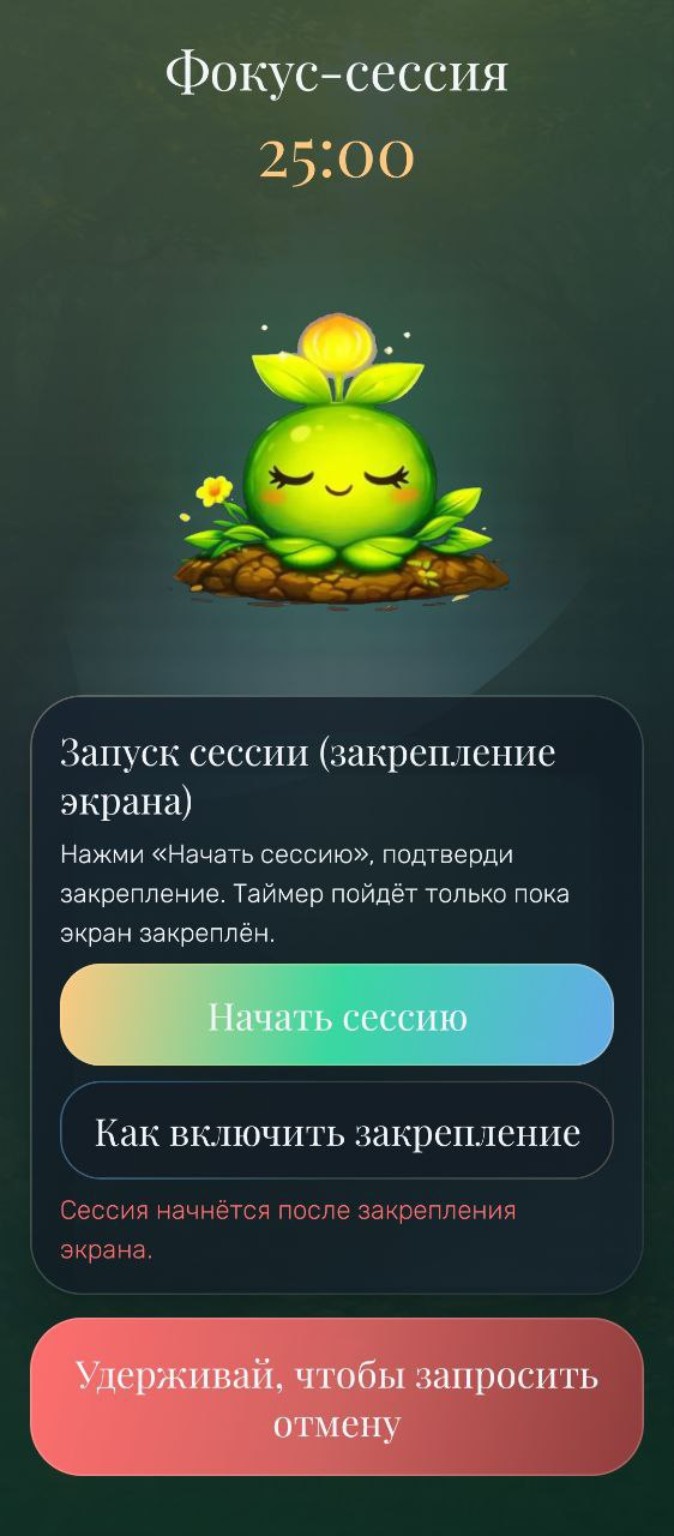 Фокус-сессия
25:00
Запуск сессии (закрепление
экрана)
Нажми «Начать сессию», подтверди
закрепление. Таймер пойдёт только пока
экран закреплён.
Начать сессию
Как включить закрепление
Сессия начнётся после закрепления
экрана.
Удерживай, чтобы запросить
отмену